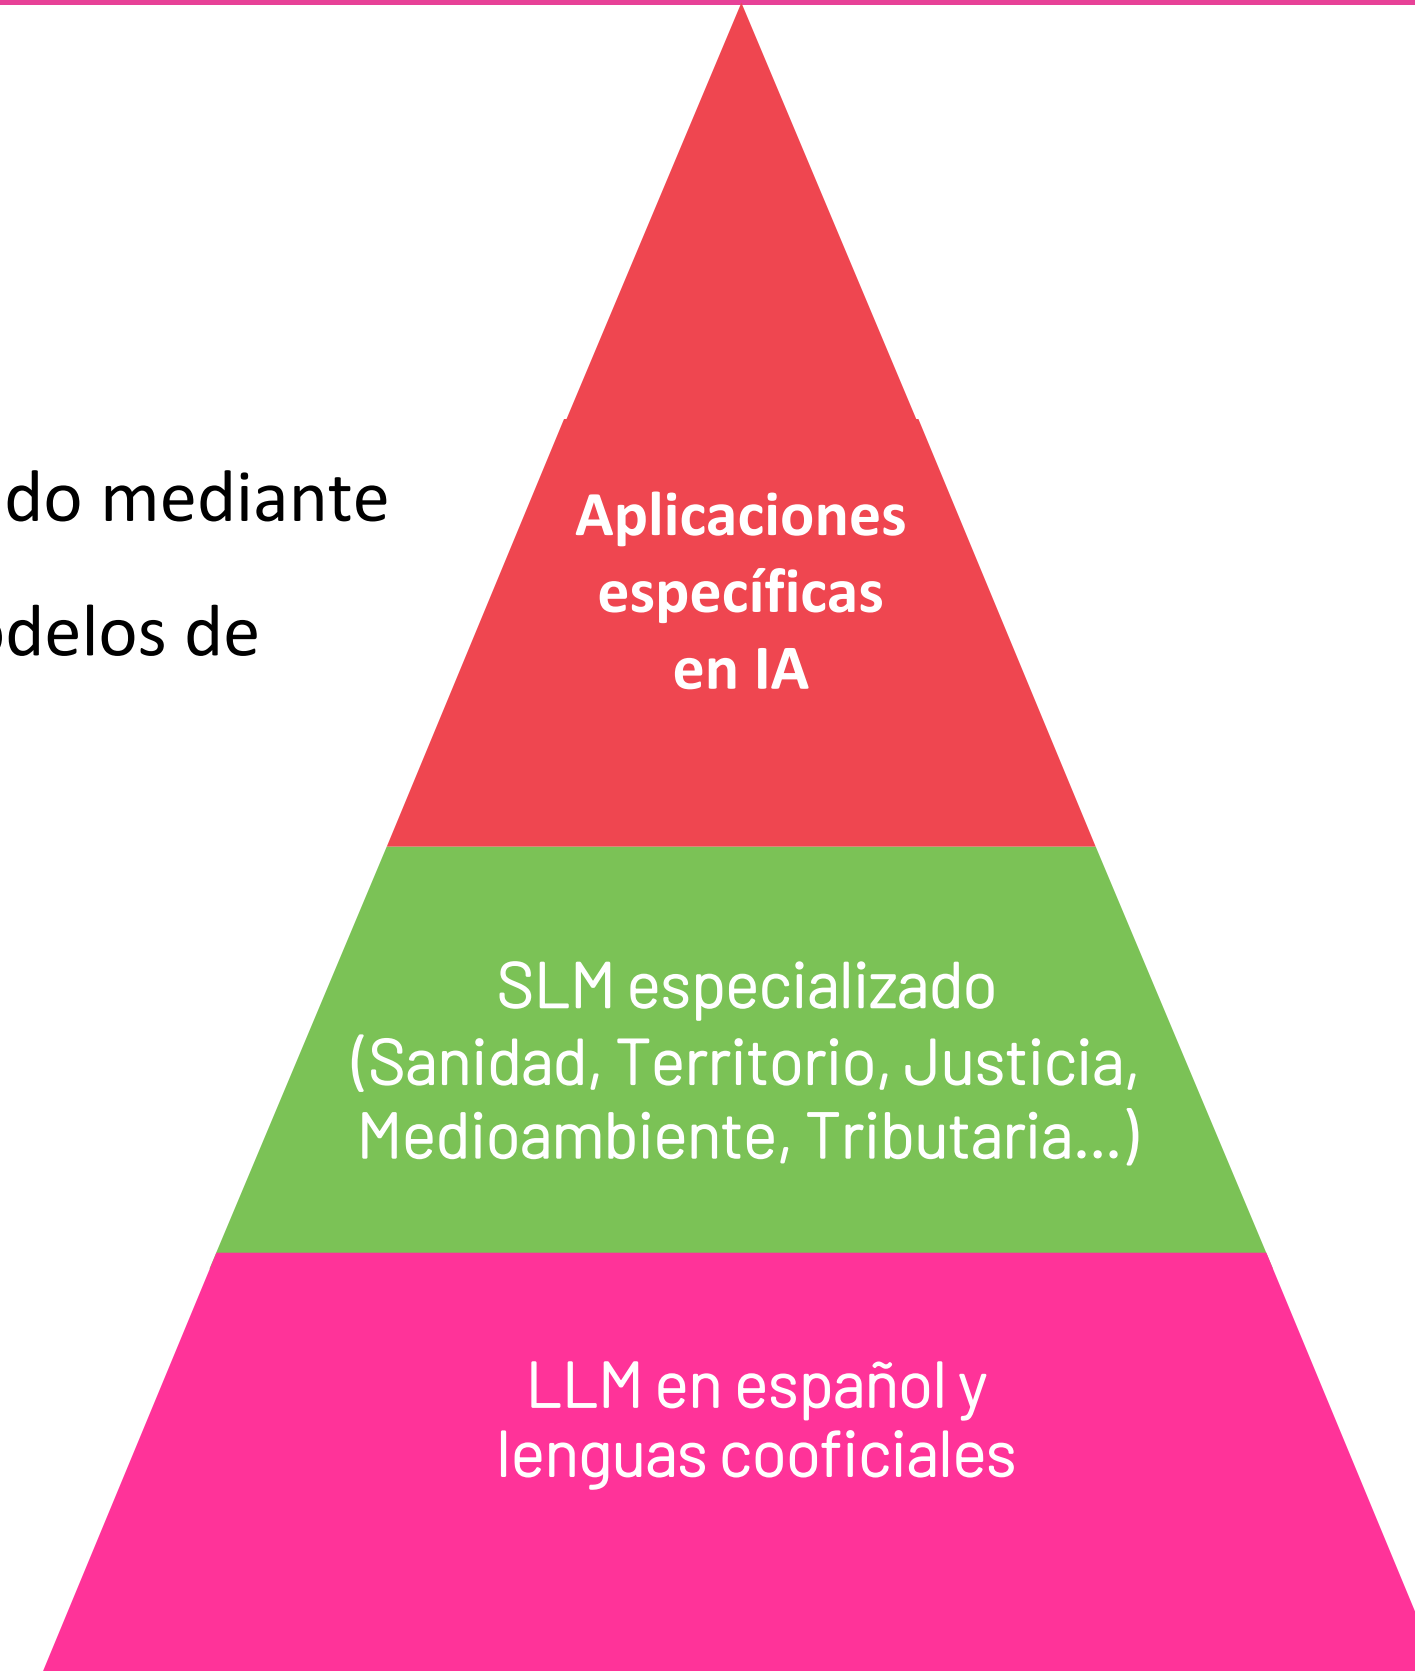 do mediante
Aplicaciones
específicas
en IA
delos de
SLM especializado
(Sanidad, Territorio, Justicia,
Medioambiente, Tributaria...)
LLM en español y
lenguas cooficiales